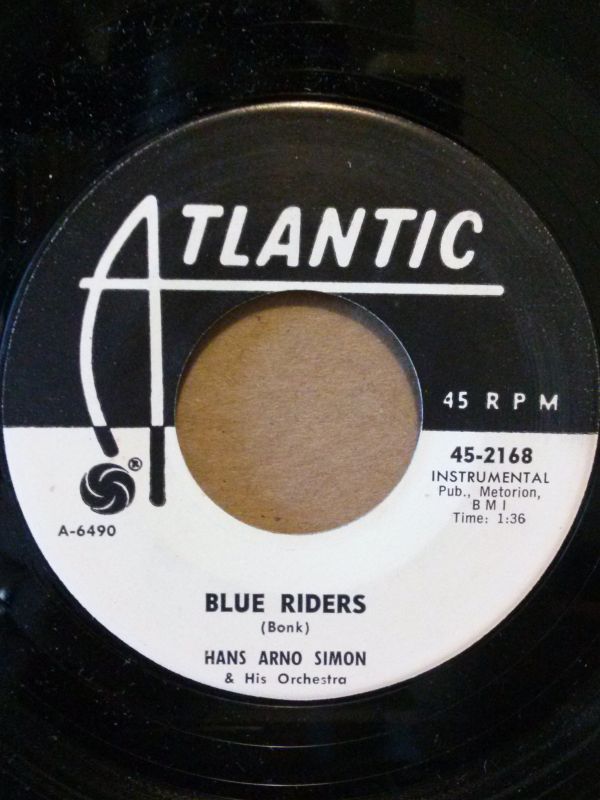 ATLANTIC
45 RPM
45-2168
INSTRUMENTAL
Pub., Metorion,
BMI
Time: 1:36
®
A-6490
BLUE RIDERS
(Bonk)
HANS ARNO SIMON
& His Orchestra